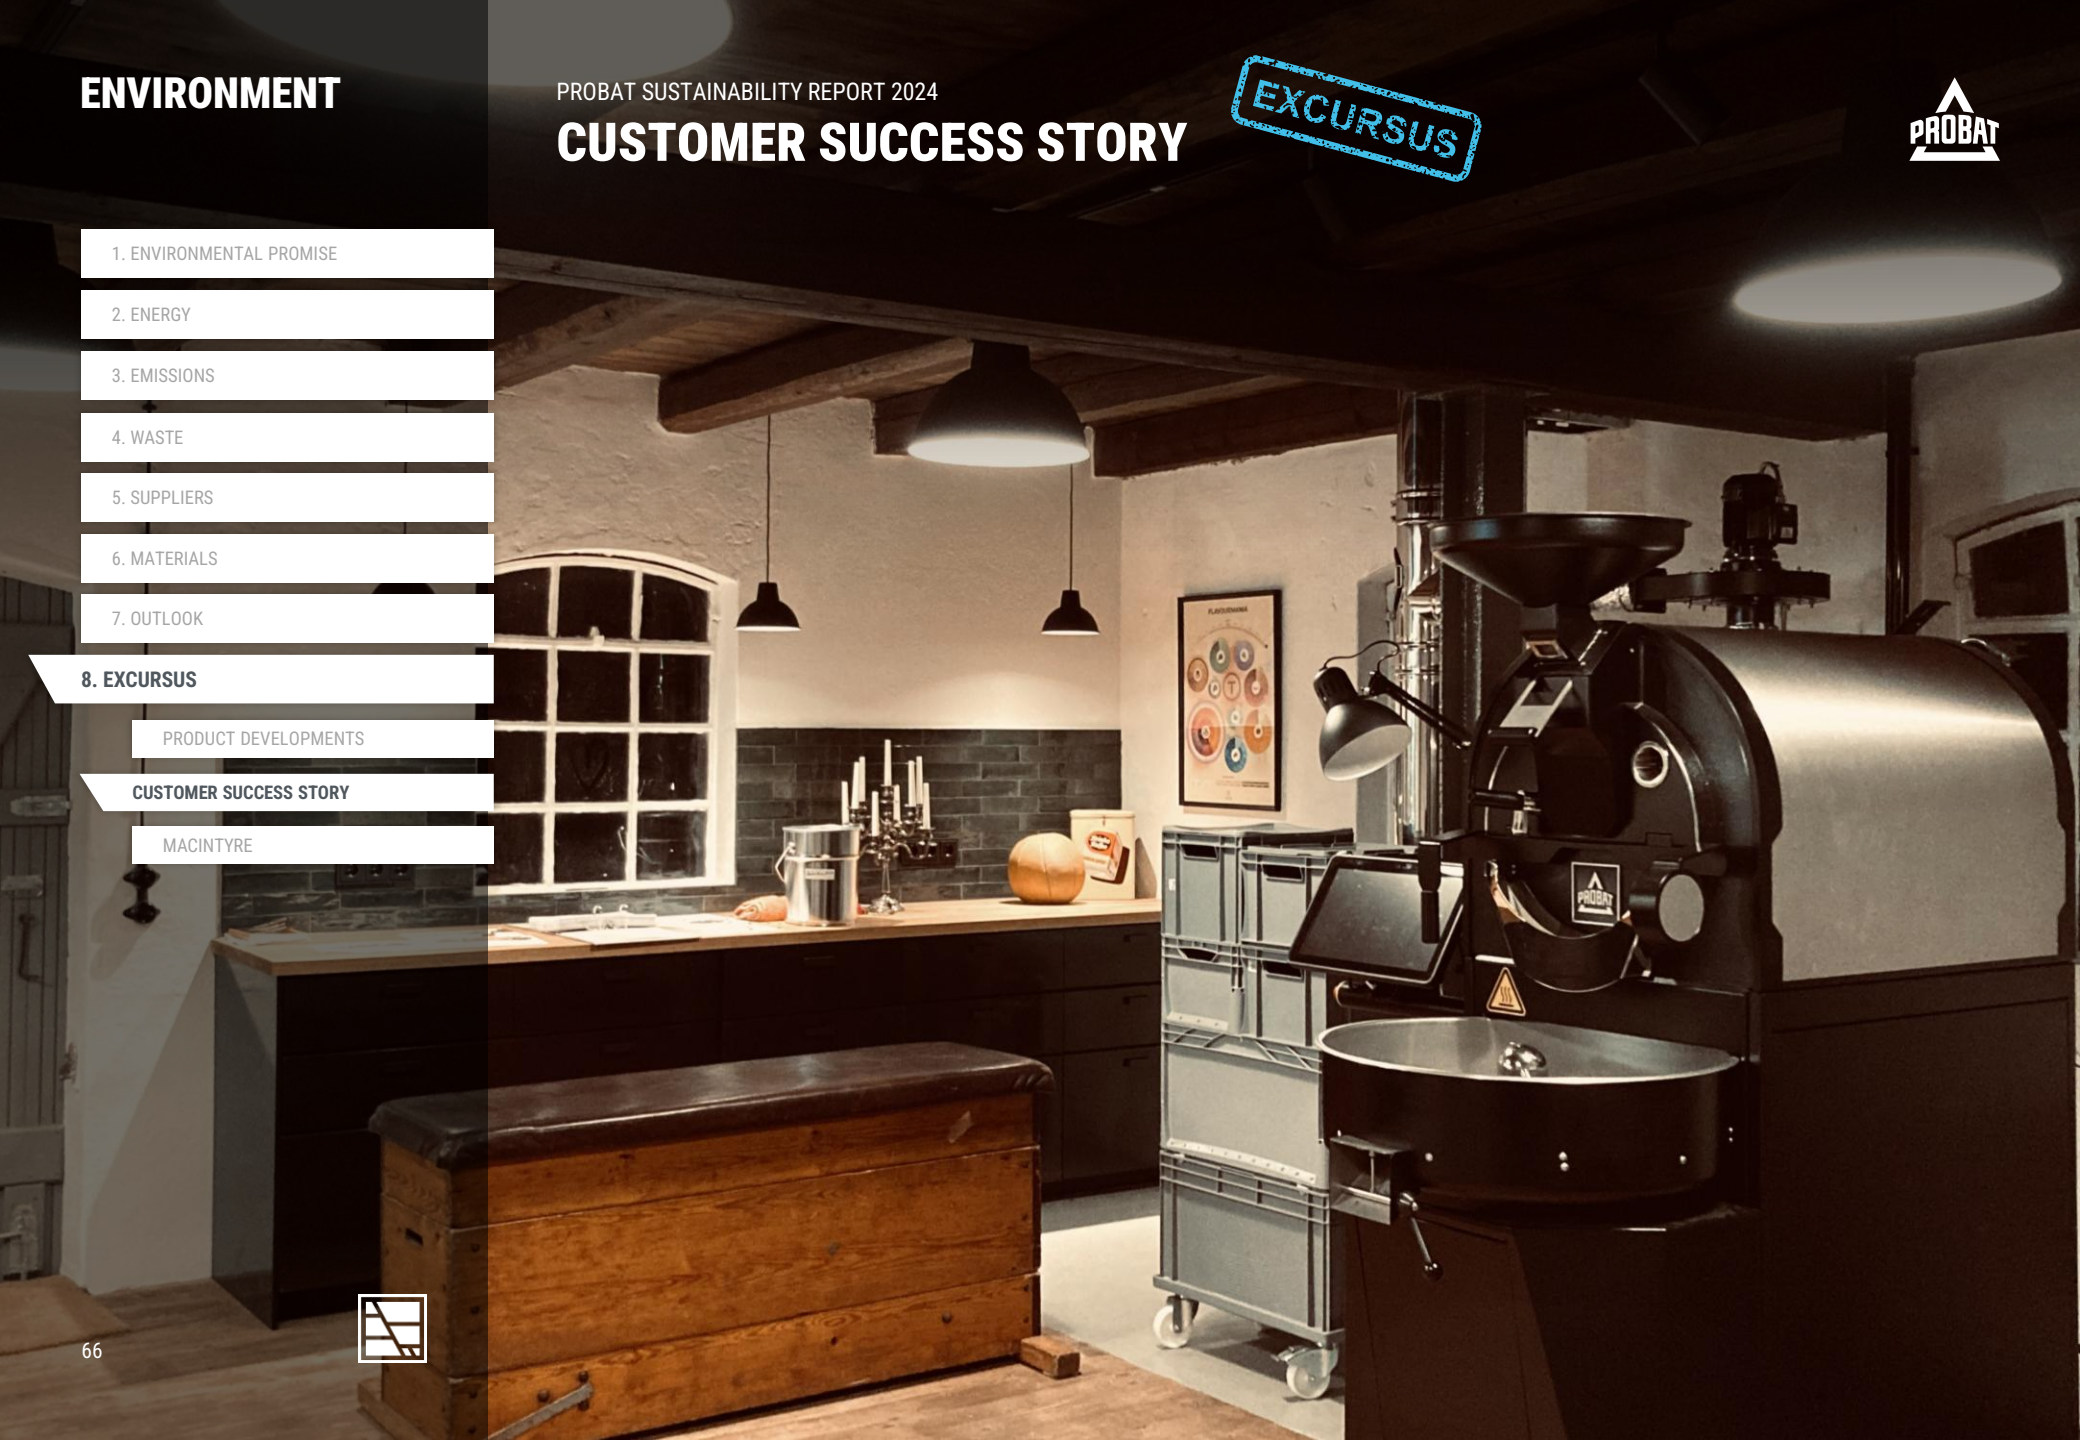 ENVIRONMENT
PROBAT SUSTAINABILITY REPORT 2024
CUSTOMER SUCCESS STORY
EXCURSUS
PROBAT
1. ENVIRONMENTAL PROMISE
2. ENERGY
3. EMISSIONS
4. WASTE
5. SUPPLIERS
6. MATERIALS
7. OUTLOOK
8. EXCURSUS
PRODUCT DEVELOPMENTS
CUSTOMER SUCCESS STORY
MACINTYRE
FLAVOURMANIA
T
PROBAT
66